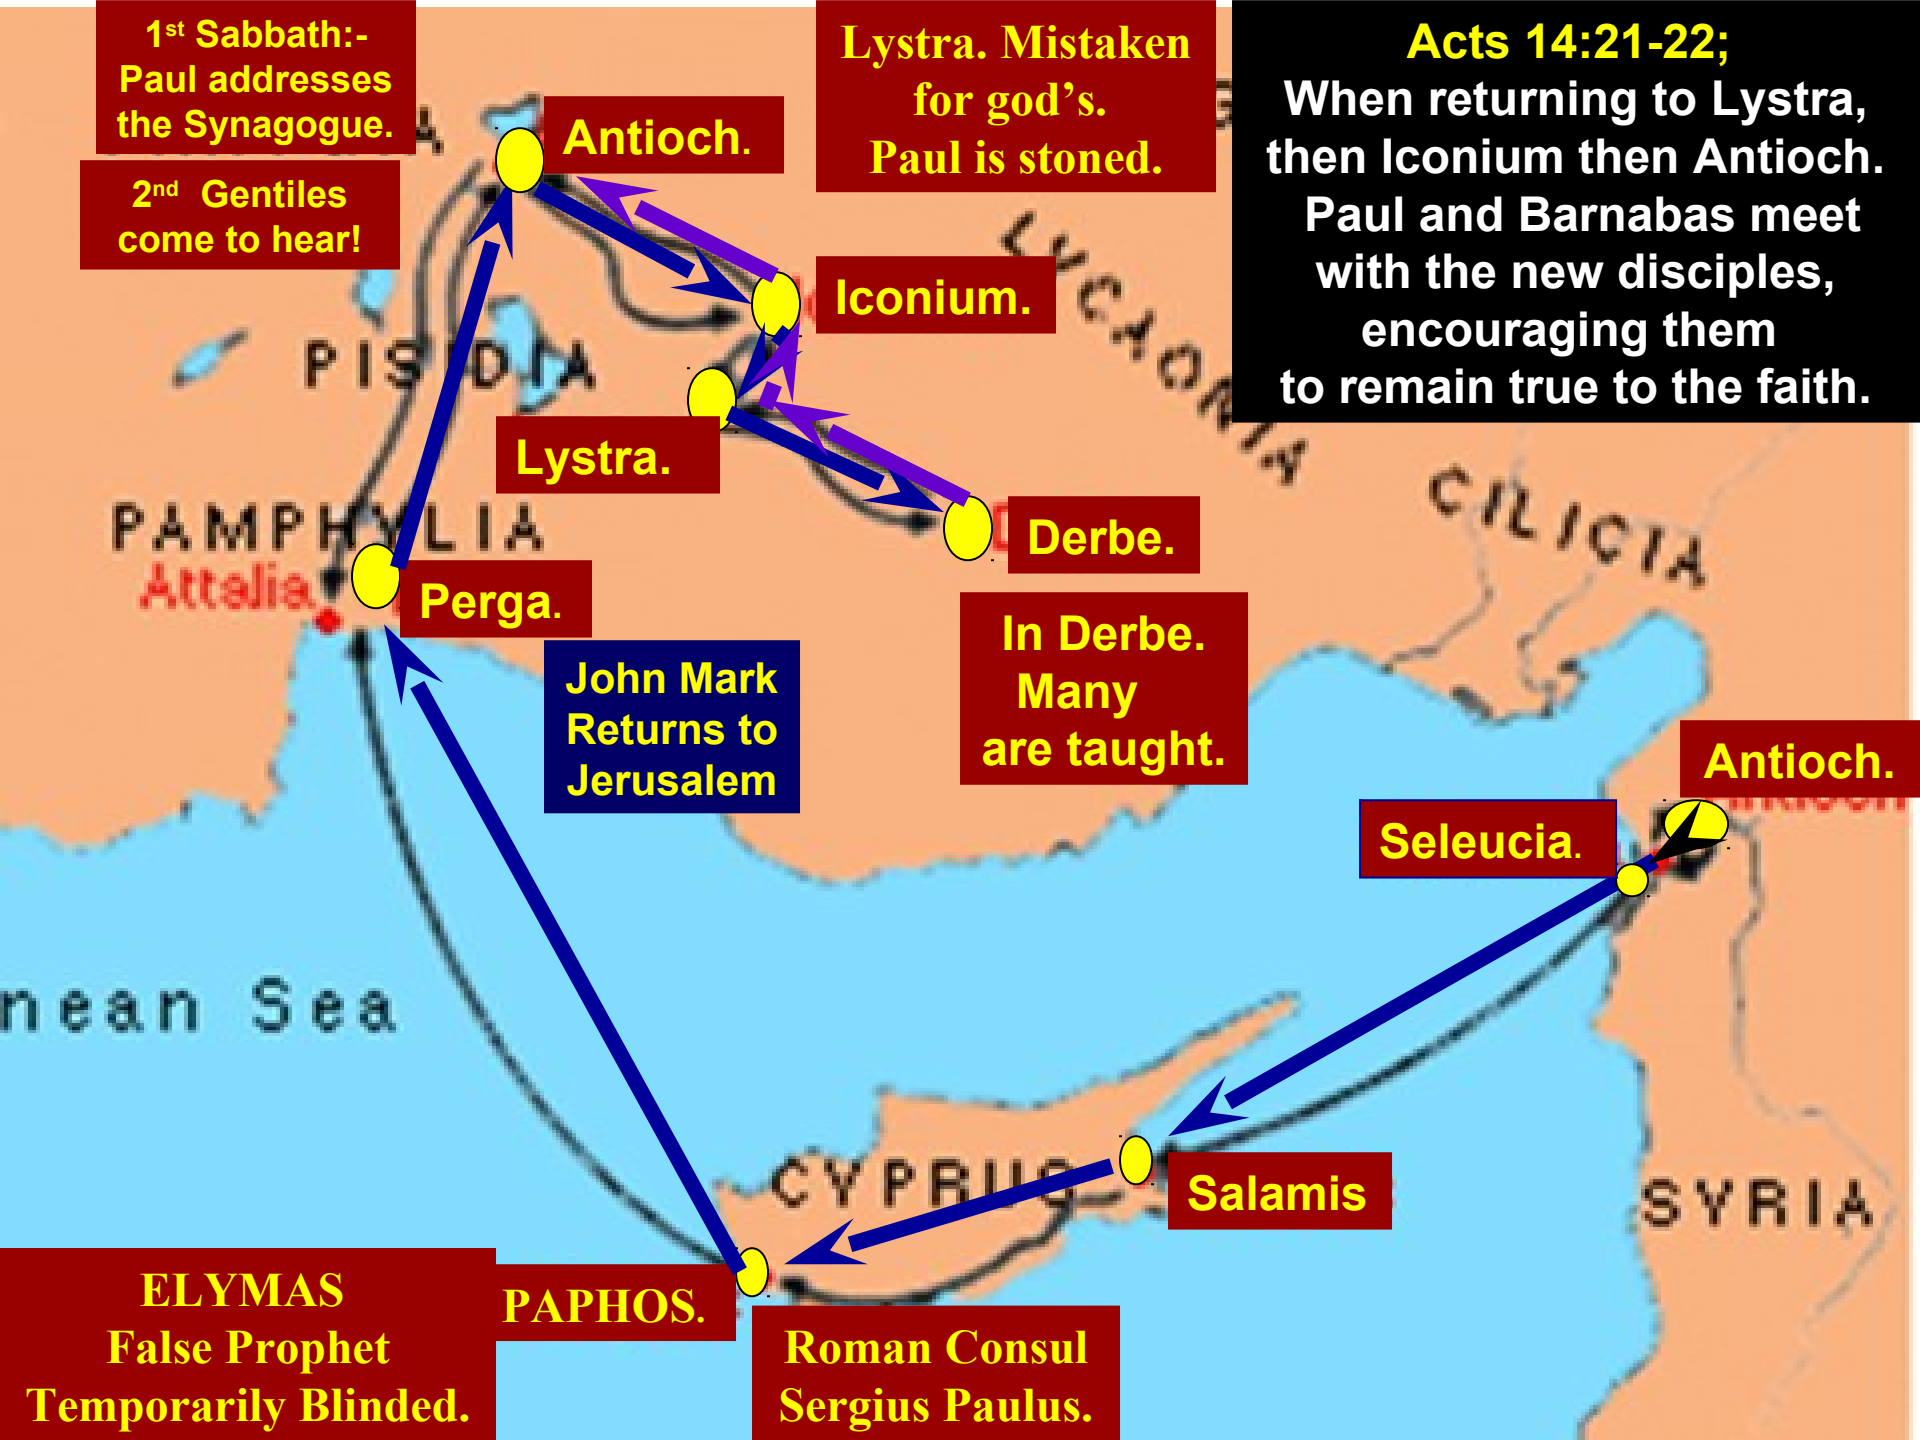 1st Sabbath:-
Paul addresses
the Synagogue.
2nd Gentiles
come to hear!
Antioch.
Lystra. Mistaken
for god’s.
Paul is stoned.
Acts 14:21-22;
When returning to Lystra,
then Iconium then Antioch.
Paul and Barnabas meet
with the new disciples,
encouraging them
to remain true to the faith.
Iconium.
LYCAONIA
PISIDIA
Lystra.
CILICIA
PAMPHYLIA
Attalia
Perga.
Derbe.
John Mark
Returns to
Jerusalem
In Derbe.
Many
are taught.
Antioch.
Antioch
Seleucia.
nean Sea
CYPRUS
Salamis
SYRIA
ELYMAS
False Prophet
Temporarily Blinded.
PAPHOS.
Roman Consul
Sergius Paulus.